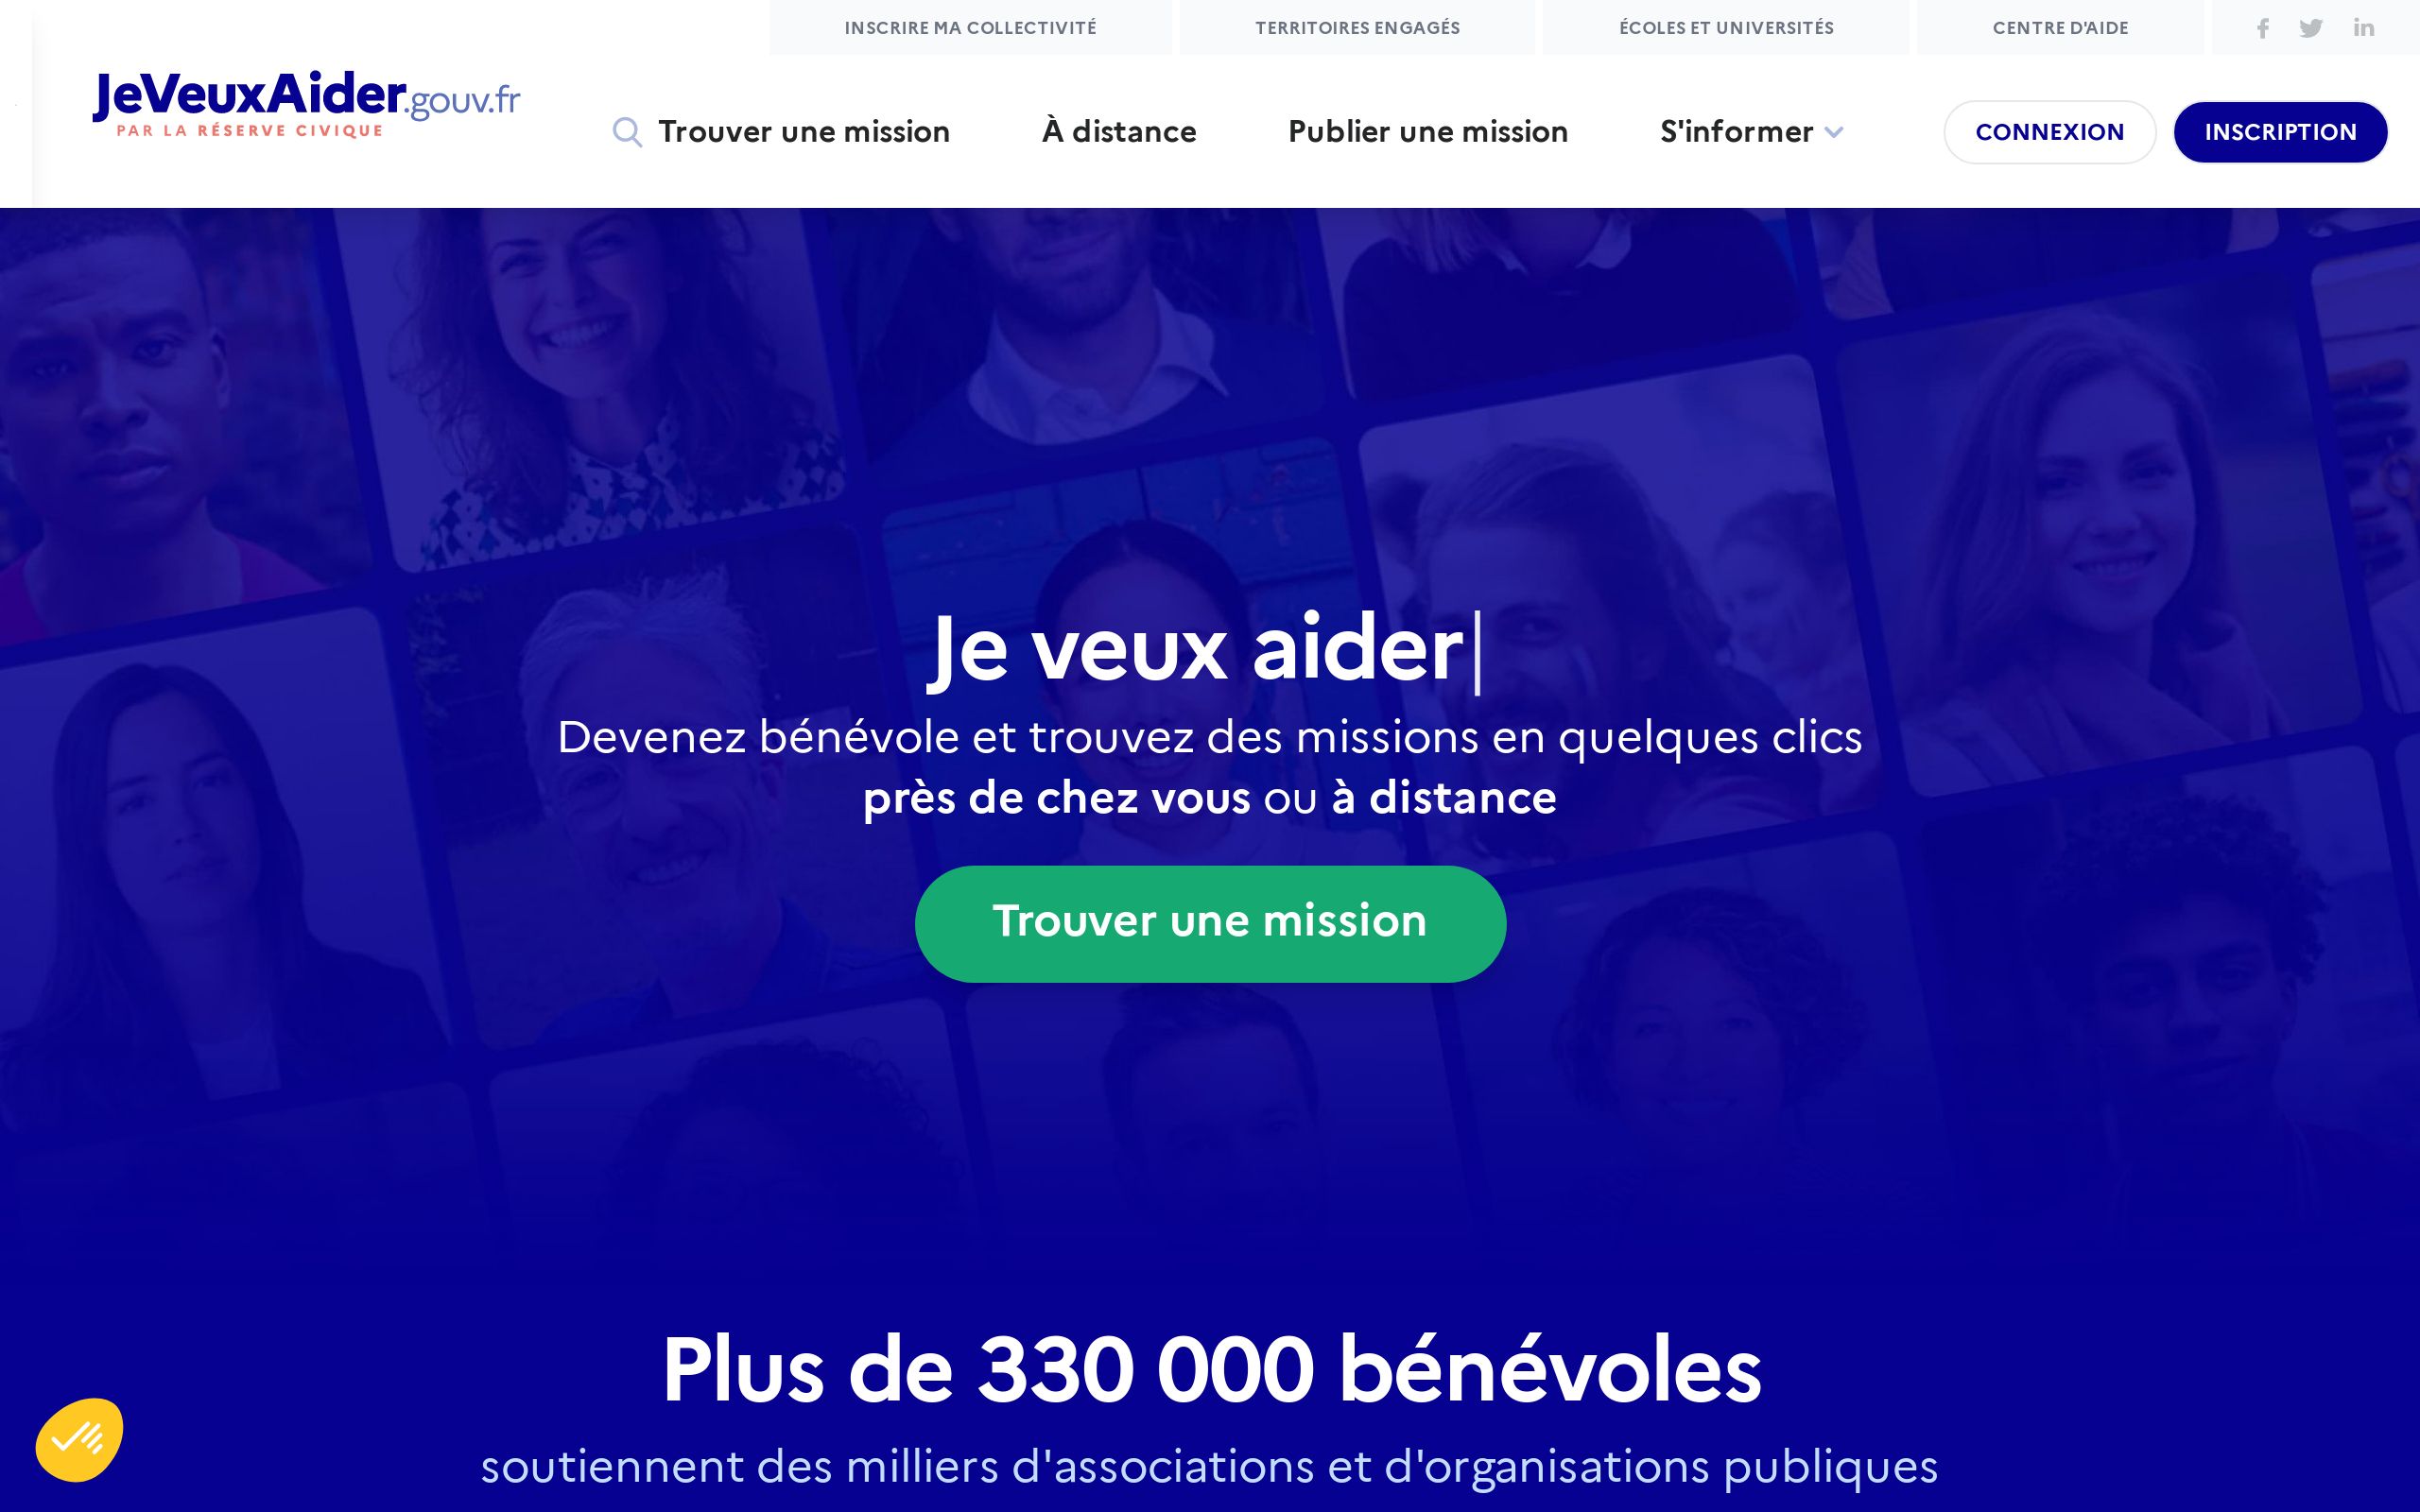 INSCRIRE MA COLLECTIVITÉ
TERRITOIRES ENGAGÉS
ÉCOLES ET UNIVERSITÉS
CENTRE D'AIDE
JeVeuxAider.gouv.fr
PAR LA RÉSERVE CIVIQUE
Trouver une mission
À distance
Publier une mission
S'informer
CONNEXION
INSCRIPTION
Je veux aider
Devenez bénévole et trouvez des missions en quelques clics
près de chez vous ou à distance
Trouver une mission
Plus de 330 000 bénévoles
soutiennent des milliers d'associations et d'organisations publiques